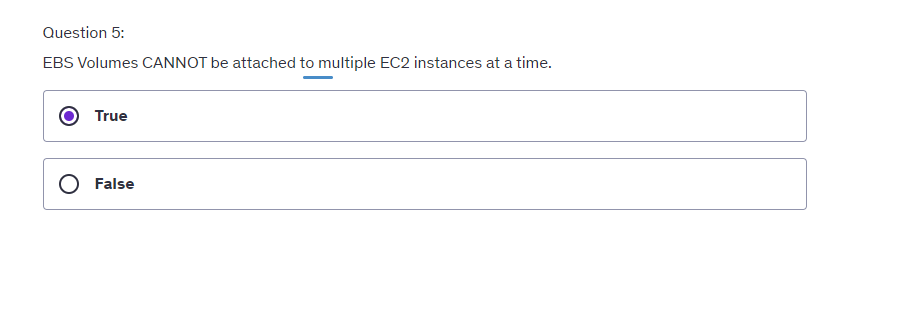 Question 5:
EBS Volumes CANNOT be attached to multiple EC2 instances at a time.
True
False